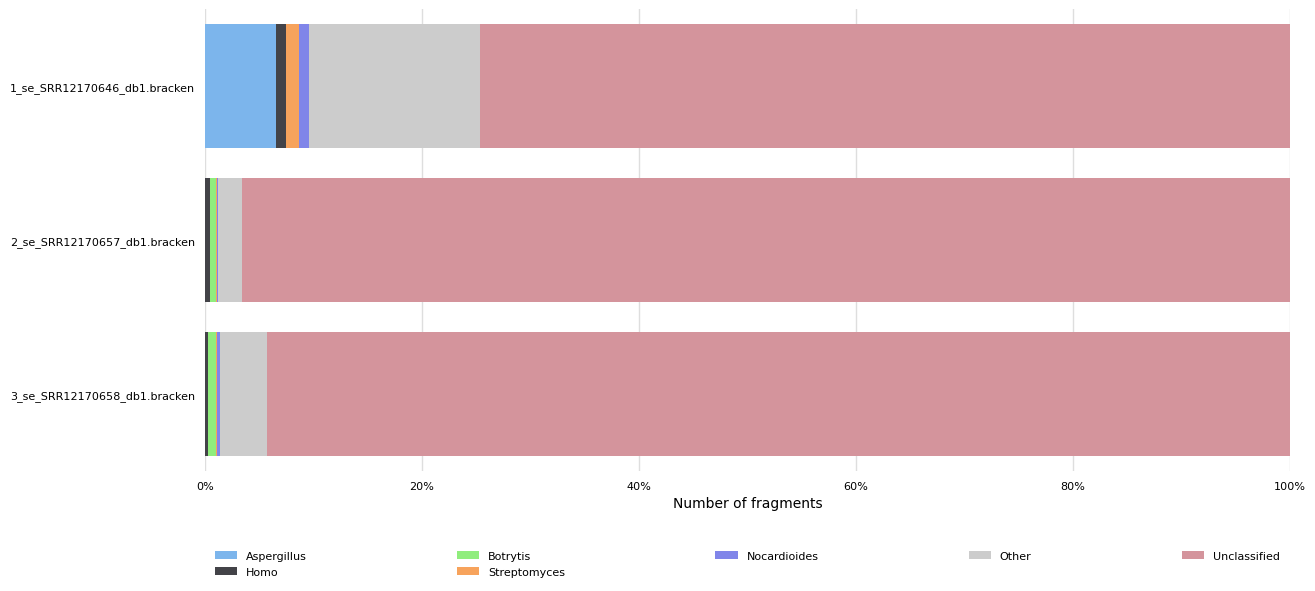 1_se_SRR12170646_db1.bracken
2_se_SRR12170657_db1.bracken
3_se_SRR12170658_db1.bracken
0% 20% 40% 60% 80% 100%
Number of fragments
Aspergillus Botrytis Nocardioides Other Unclassified
Homo Streptomyces